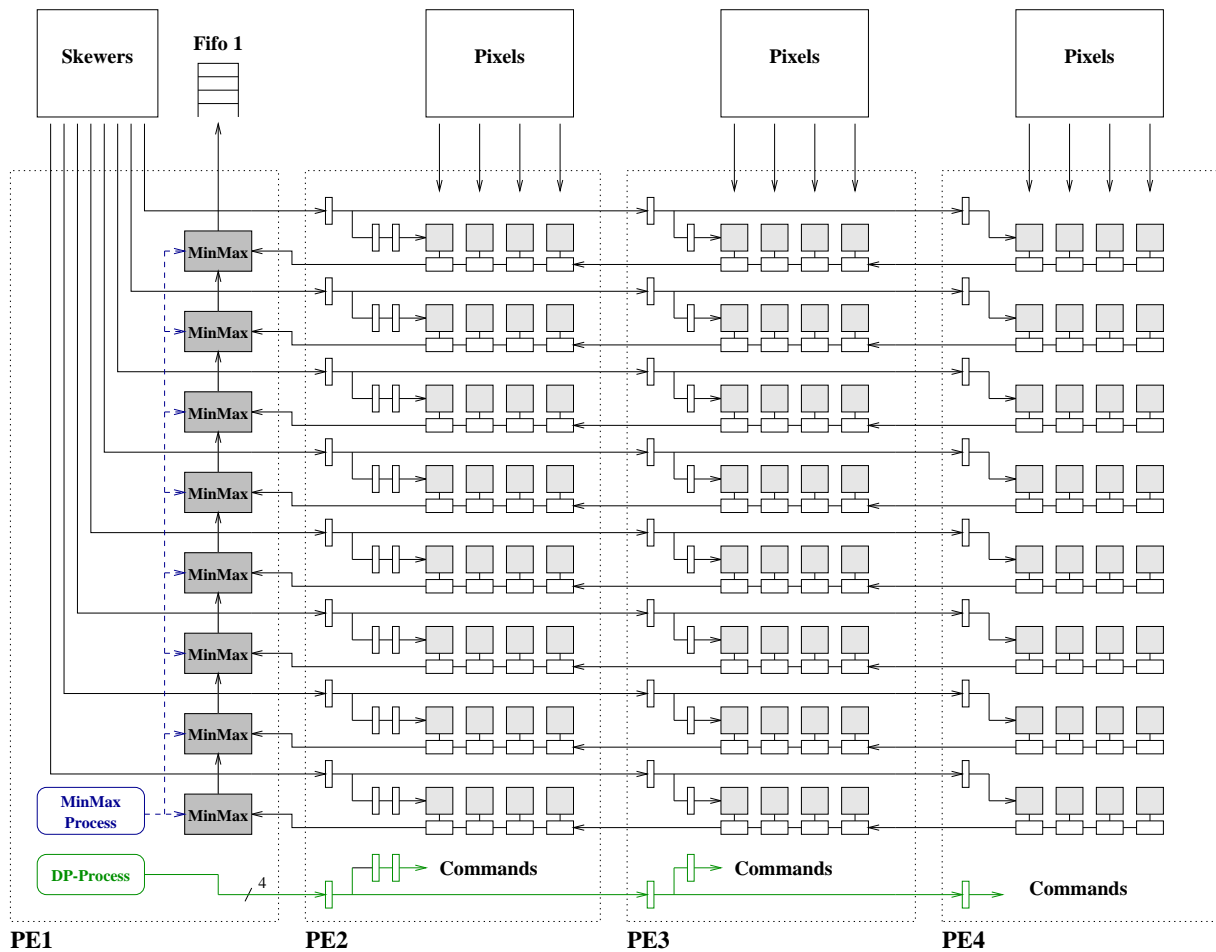 Skewers
Fifo 1
Pixels
Pixels
Pixels
MinMax
MinMax
MinMax
MinMax
MinMax
MinMax
MinMax
MinMax
MinMax
Process
DP-Process
4
Commands
Commands
Commands
PE1
PE2
PE3
PE4